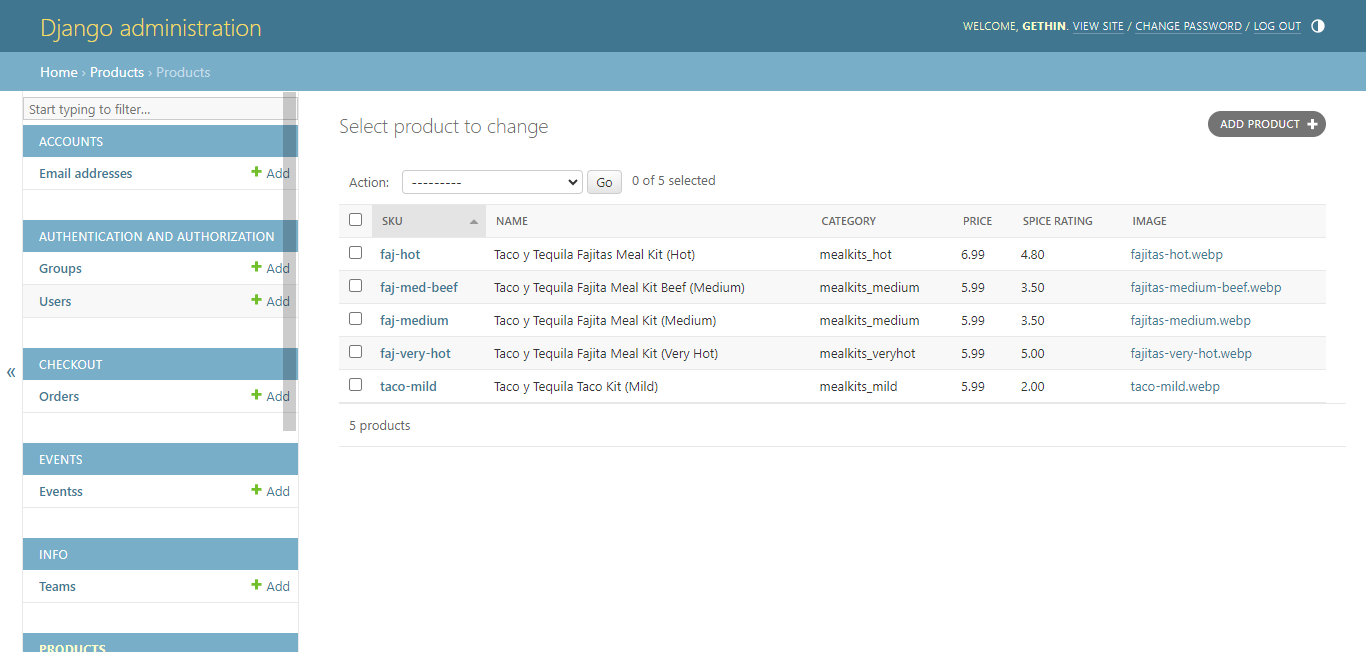 Django administration
WELCOME, GETHIN. VIEW SITE / CHANGE PASSWORD / LOG OUT
Home › Products › Products
Start typing to filter...
ACCOUNTS
Email addresses + Add
AUTHENTICATION AND AUTHORIZATION
Groups + Add
Users + Add
CHECKOUT
Orders + Add
EVENTS
Eventss + Add
INFO
Teams + Add
PRODUCTS
«
Select product to change
ADD PRODUCT +
Action: --------- Go 0 of 5 selected
SKU NAME CATEGORY PRICE SPICE RATING IMAGE
faj-hot Taco y Tequila Fajitas Meal Kit (Hot) mealkits_hot 6.99 4.80 fajitas-hot.webp
faj-med-beef Taco y Tequila Fajita Meal Kit Beef (Medium) mealkits_medium 5.99 3.50 fajitas-medium-beef.webp
faj-medium Taco y Tequila Fajita Meal Kit (Medium) mealkits_medium 5.99 3.50 fajitas-medium.webp
faj-very-hot Taco y Tequila Fajita Meal Kit (Very Hot) mealkits_veryhot 5.99 5.00 fajitas-very-hot.webp
taco-mild Taco y Tequila Taco Kit (Mild) mealkits_mild 5.99 2.00 taco-mild.webp
5 products